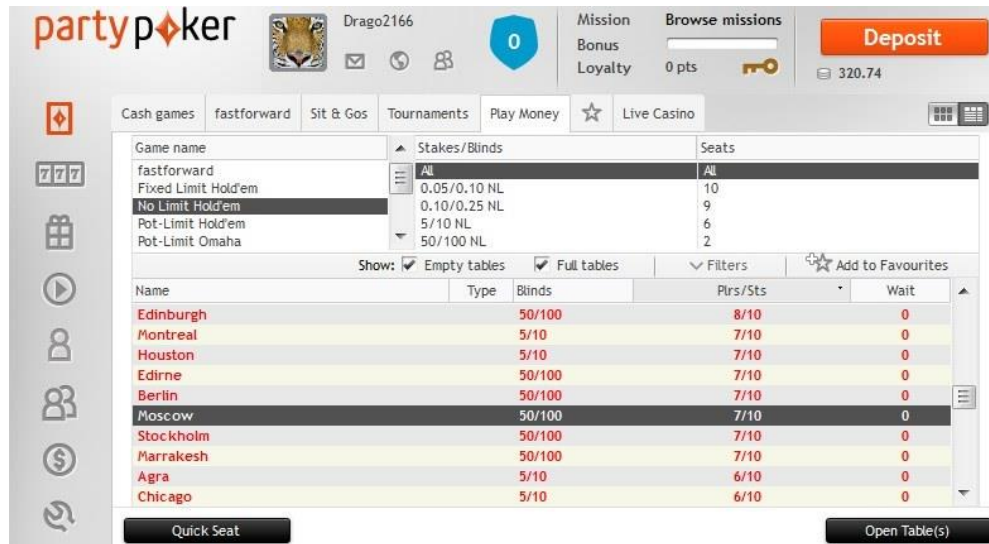 partypoker
Drago2166
0
Mission Browse missions
Bonus
Loyalty 0 pts
Deposit
320.74
777
Cash games fastforward Sit & Gos Tournaments Play Money Live Casino
Game name Stakes/Blinds Seats
fastforward All All
Fixed Limit Hold'em 0.05/0.10 NL 10
No Limit Hold'em 0.10/0.25 NL 9
Pot-Limit Hold'em 5/10 NL 6
Pot-Limit Omaha 50/100 NL 2
Show: Empty tables Full tables Filters Add to Favourites
Name Type Blinds Plrs/Sts Wait
Edinburgh 50/100 8/10 0
Montreal 5/10 7/10 0
Houston 5/10 7/10 0
Edirne 50/100 7/10 0
Berlin 50/100 7/10 0
Moscow 50/100 7/10 0
Stockholm 50/100 7/10 0
Marrakesh 50/100 7/10 0
Agra 5/10 6/10 0
Chicago 5/10 6/10 0
Quick Seat Open Table(s)